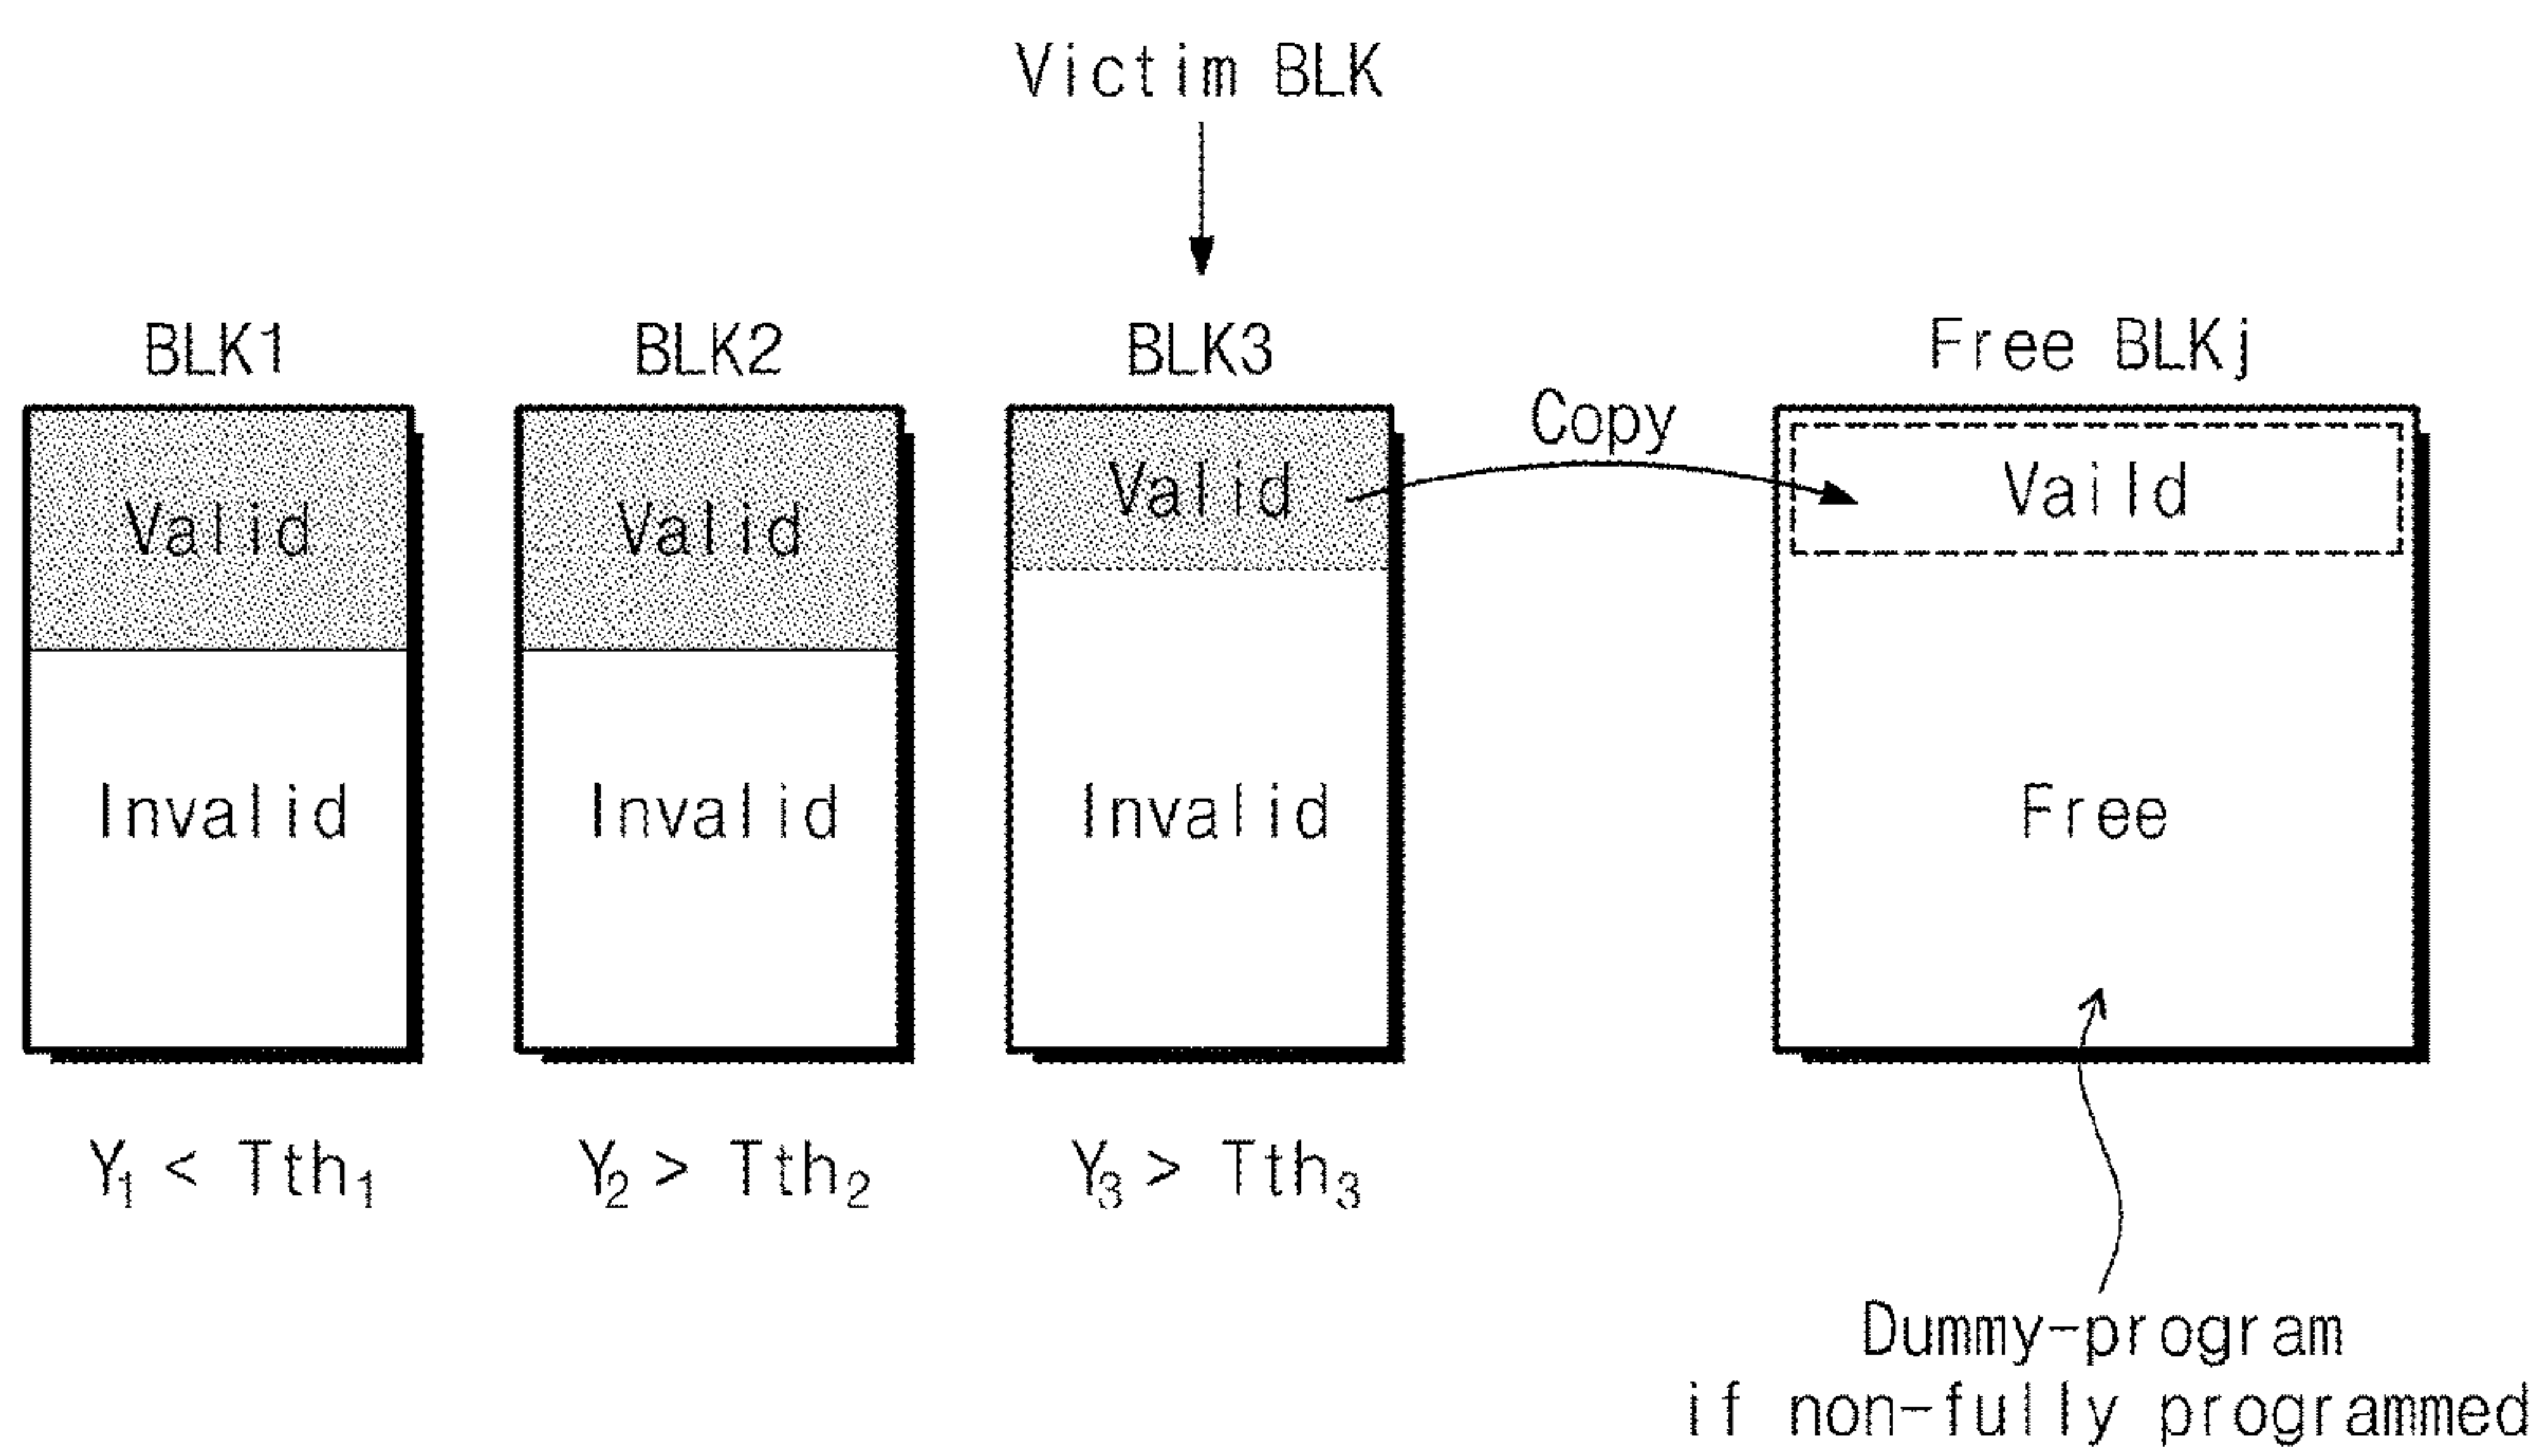 Victim BLK
BLK1
BLK2
BLK3
Free BLKj
Copy
Valid
Valid
Valid
Vaild
Invalid
Invalid
Invalid
Free
Y₁ < Tth₁
Y₂ > Tth₂
Y₃ > Tth₃
Dummy-program
if non-fully programmed